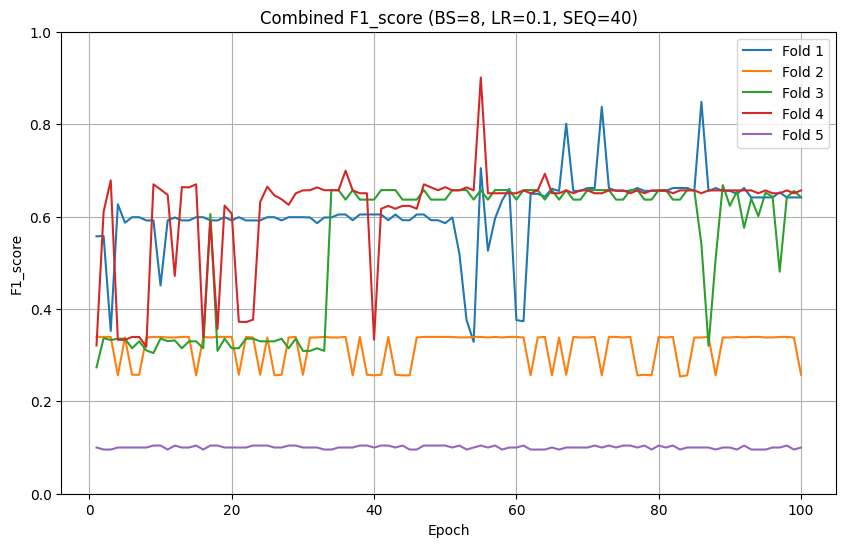 Combined F1_score (BS=8, LR=0.1, SEQ=40)
1.0
0.8
0.6
0.4
0.2
0.0
F1_score
0 20 40 60 80 100
Epoch
Fold 1
Fold 2
Fold 3
Fold 4
Fold 5